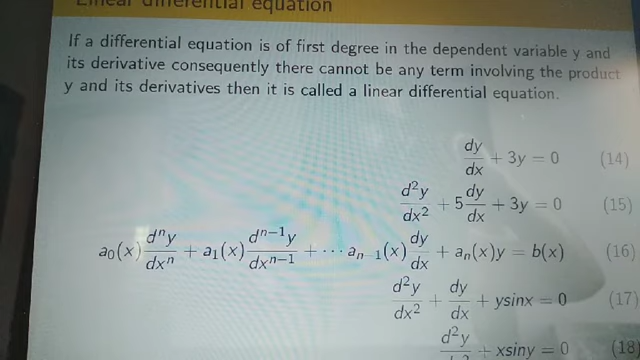 Linear differential equation
If a differential equation is of first degree in the dependent variable y and
its derivative consequently there cannot be any term involving the product
y and its derivatives then it is called a linear differential equation.
dy/dx + 3y = 0 (14)
d²y/dx² + 5 dy/dx + 3y = 0 (15)
a₀(x) dⁿy/dxⁿ + a₁(x) dⁿ⁻¹y/dxⁿ⁻¹ + ··· aₙ₋₁(x) dy/dx + aₙ(x)y = b(x) (16)
d²y/dx² + dy/dx + ysinx = 0 (17)
d²y/ + xsiny = 0 (18